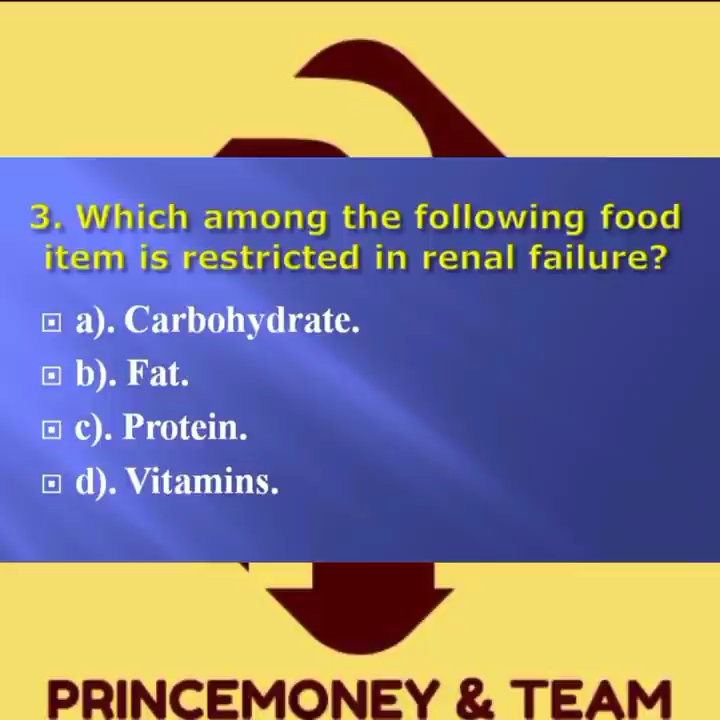 3. Which among the following food
item is restricted in renal failure?
a). Carbohydrate.
b). Fat.
c). Protein.
d). Vitamins.
PRINCEMONEY & TEAM